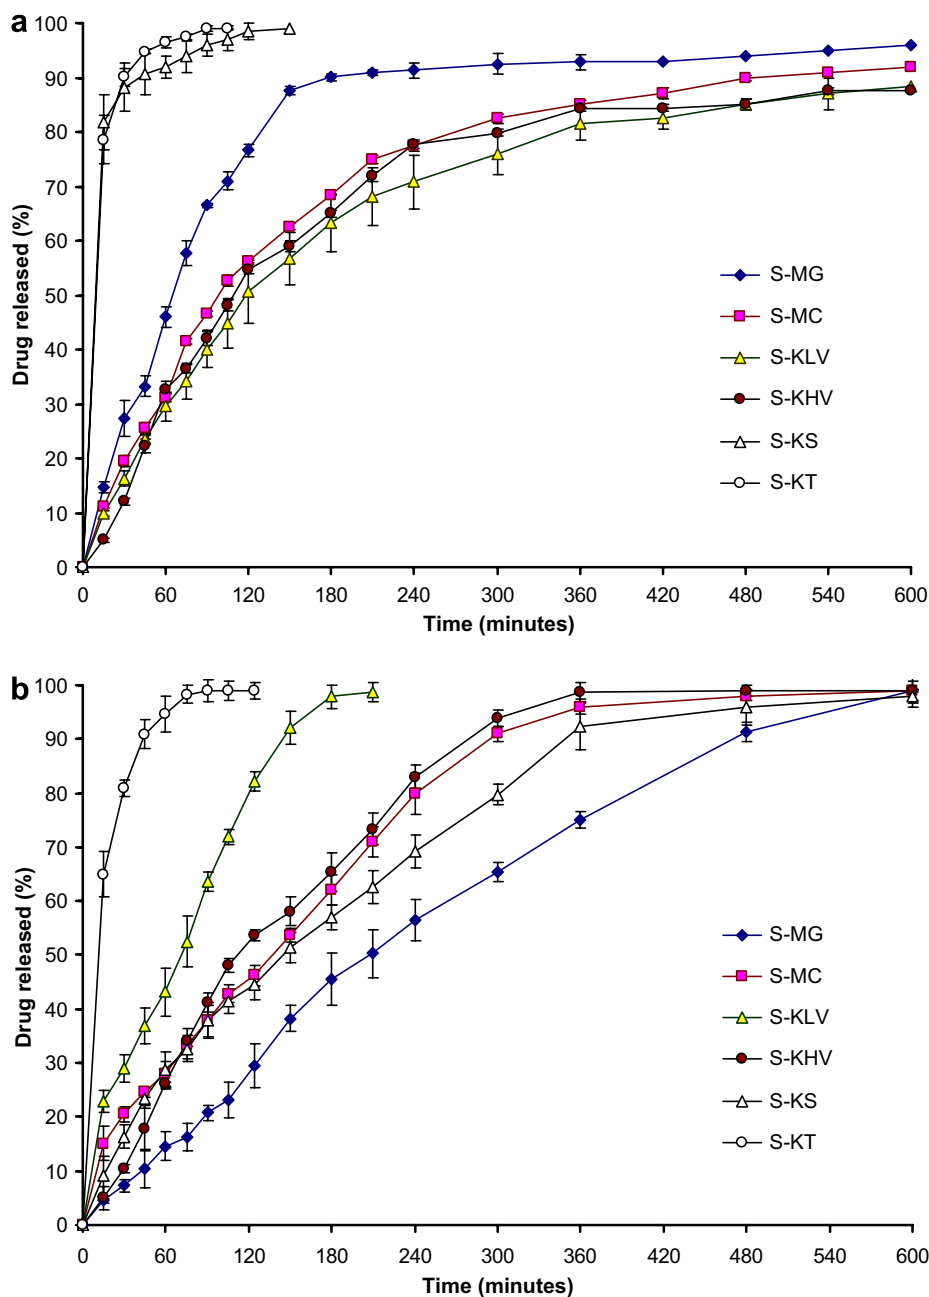 a
100
90
80
70
60
50
40
30
20
10
0
Drug released (%)
S-MG
S-MC
S-KLV
S-KHV
S-KS
S-KT
0 60 120 180 240 300 360 420 480 540 600
Time (minutes)
b
100
90
80
70
60
50
40
30
20
10
0
Drug released (%)
S-MG
S-MC
S-KLV
S-KHV
S-KS
S-KT
0 60 120 180 240 300 360 420 480 540 600
Time (minutes)